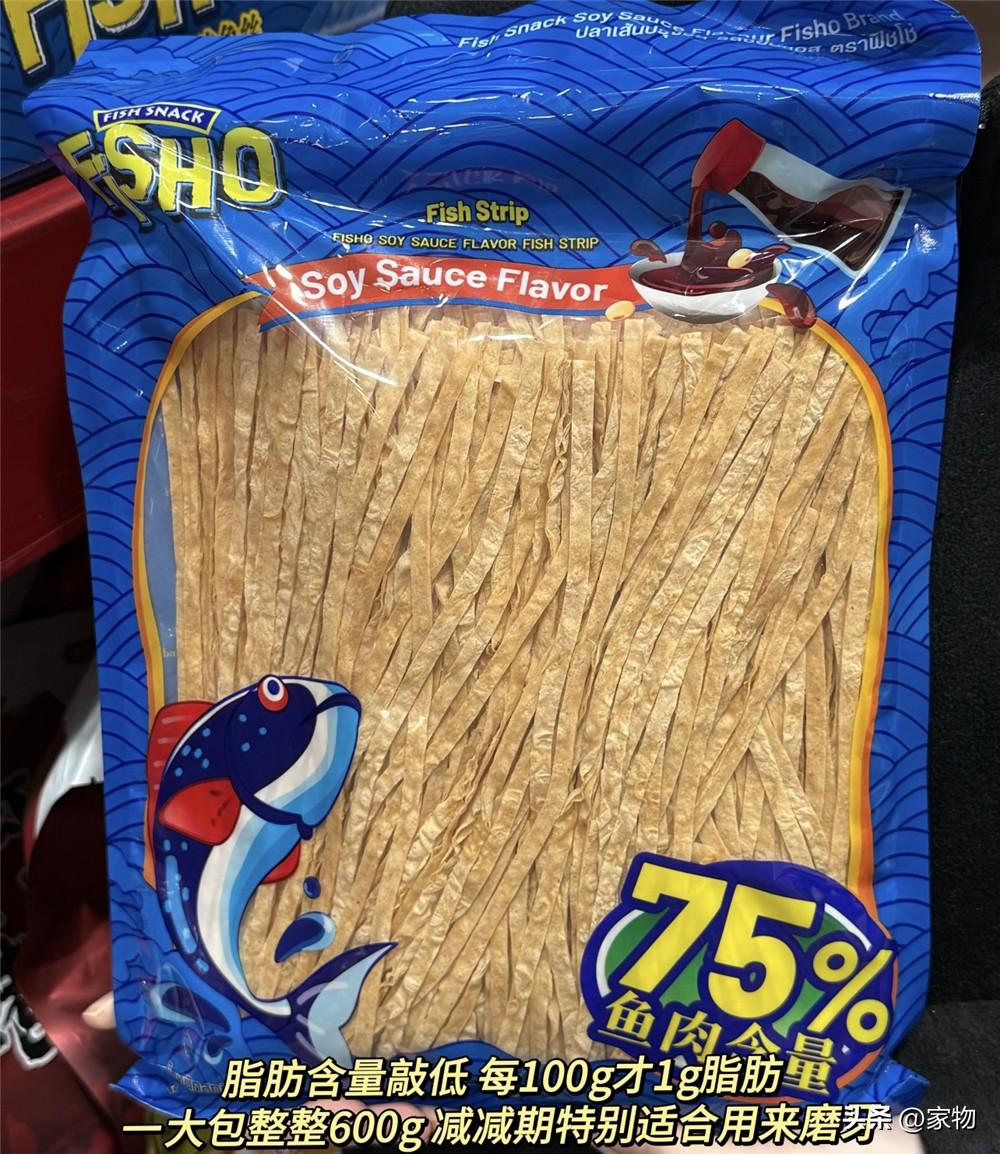 Fish Snack Soy Sauce Flavour Fisho Brand
FISH SNACK
FISHO
Fish Strip
FISHO SOY SAUCE FLAVOR FISH STRIP
Soy Sauce Flavor
75%
鱼肉含量
脂肪含量敲低 每100g才1g脂肪
一大包整整600g 减减期特别适合用来磨牙
头条 @家物